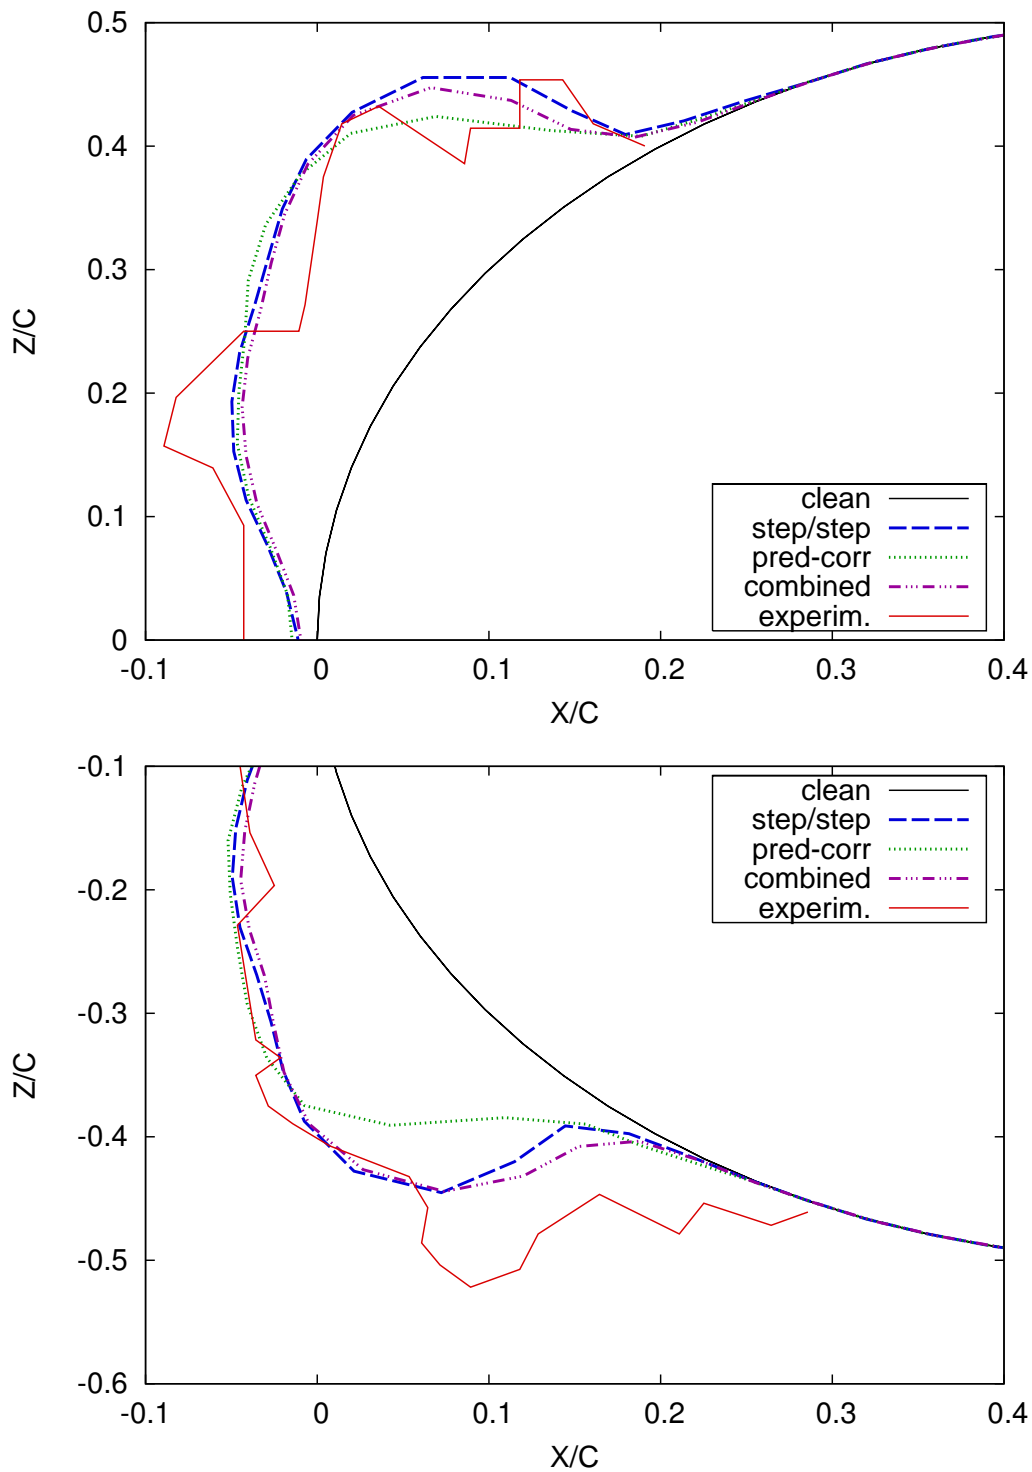 0.5
0.4
0.3
0.2
0.1
0
Z/C
clean
step/step
pred-corr
combined
experim.
-0.1 0 0.1 0.2 0.3 0.4
X/C
-0.1
-0.2
-0.3
-0.4
-0.5
-0.6
Z/C
clean
step/step
pred-corr
combined
experim.
-0.1 0 0.1 0.2 0.3 0.4
X/C